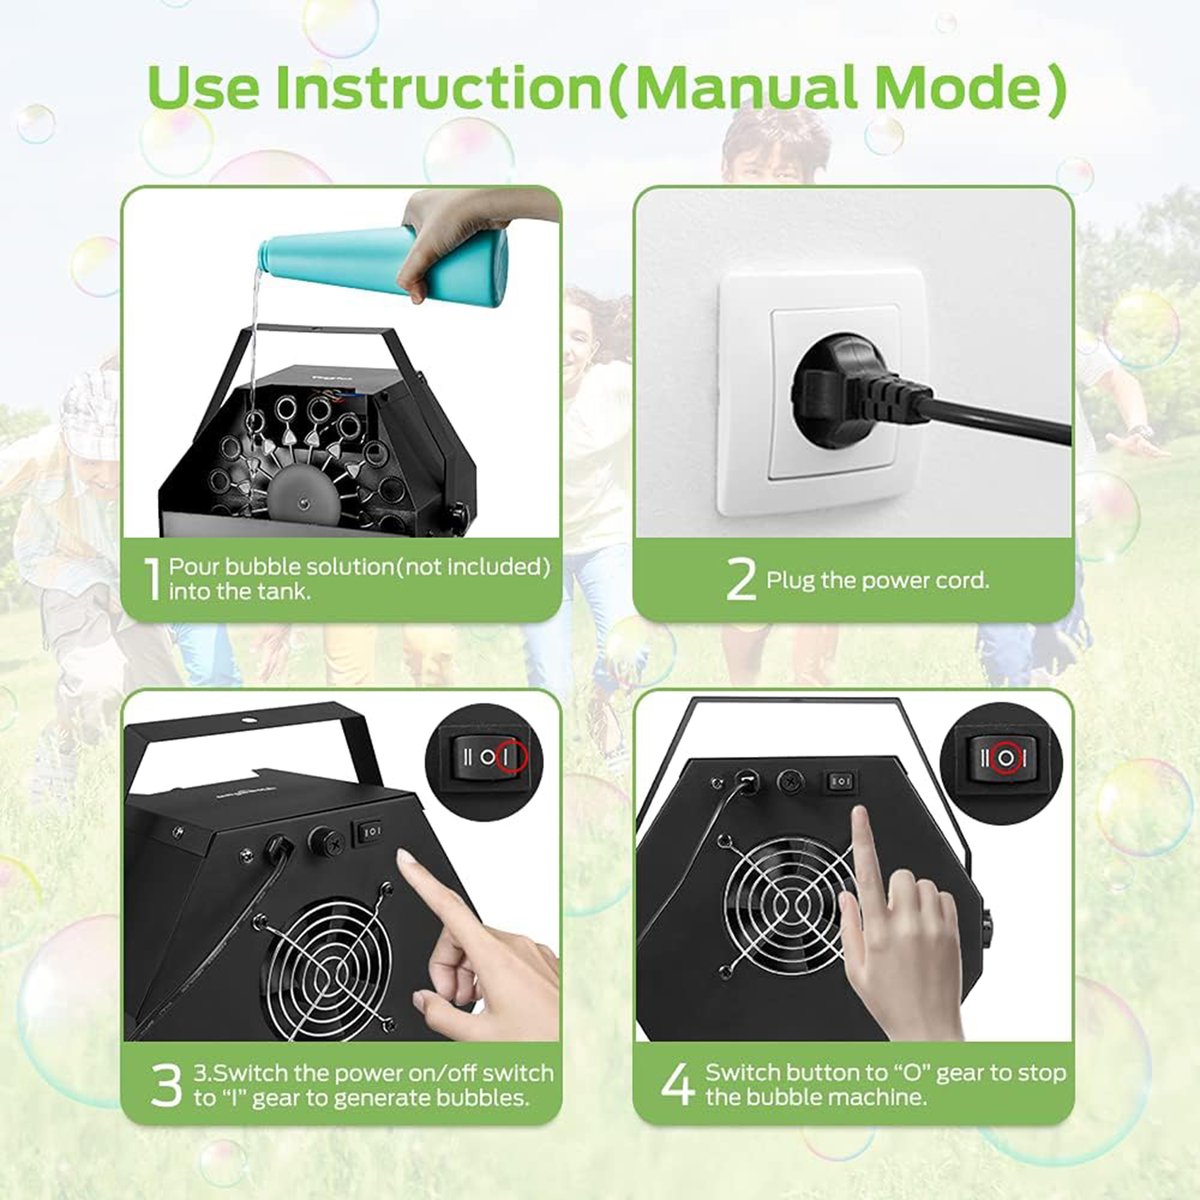 Use Instruction(Manual Mode)
1 Pour bubble solution(not included)
into the tank.
2 Plug the power cord.
II O I
3 3.Switch the power on/off switch
to “I” gear to generate bubbles.
II O I
4 Switch button to “O” gear to stop
the bubble machine.